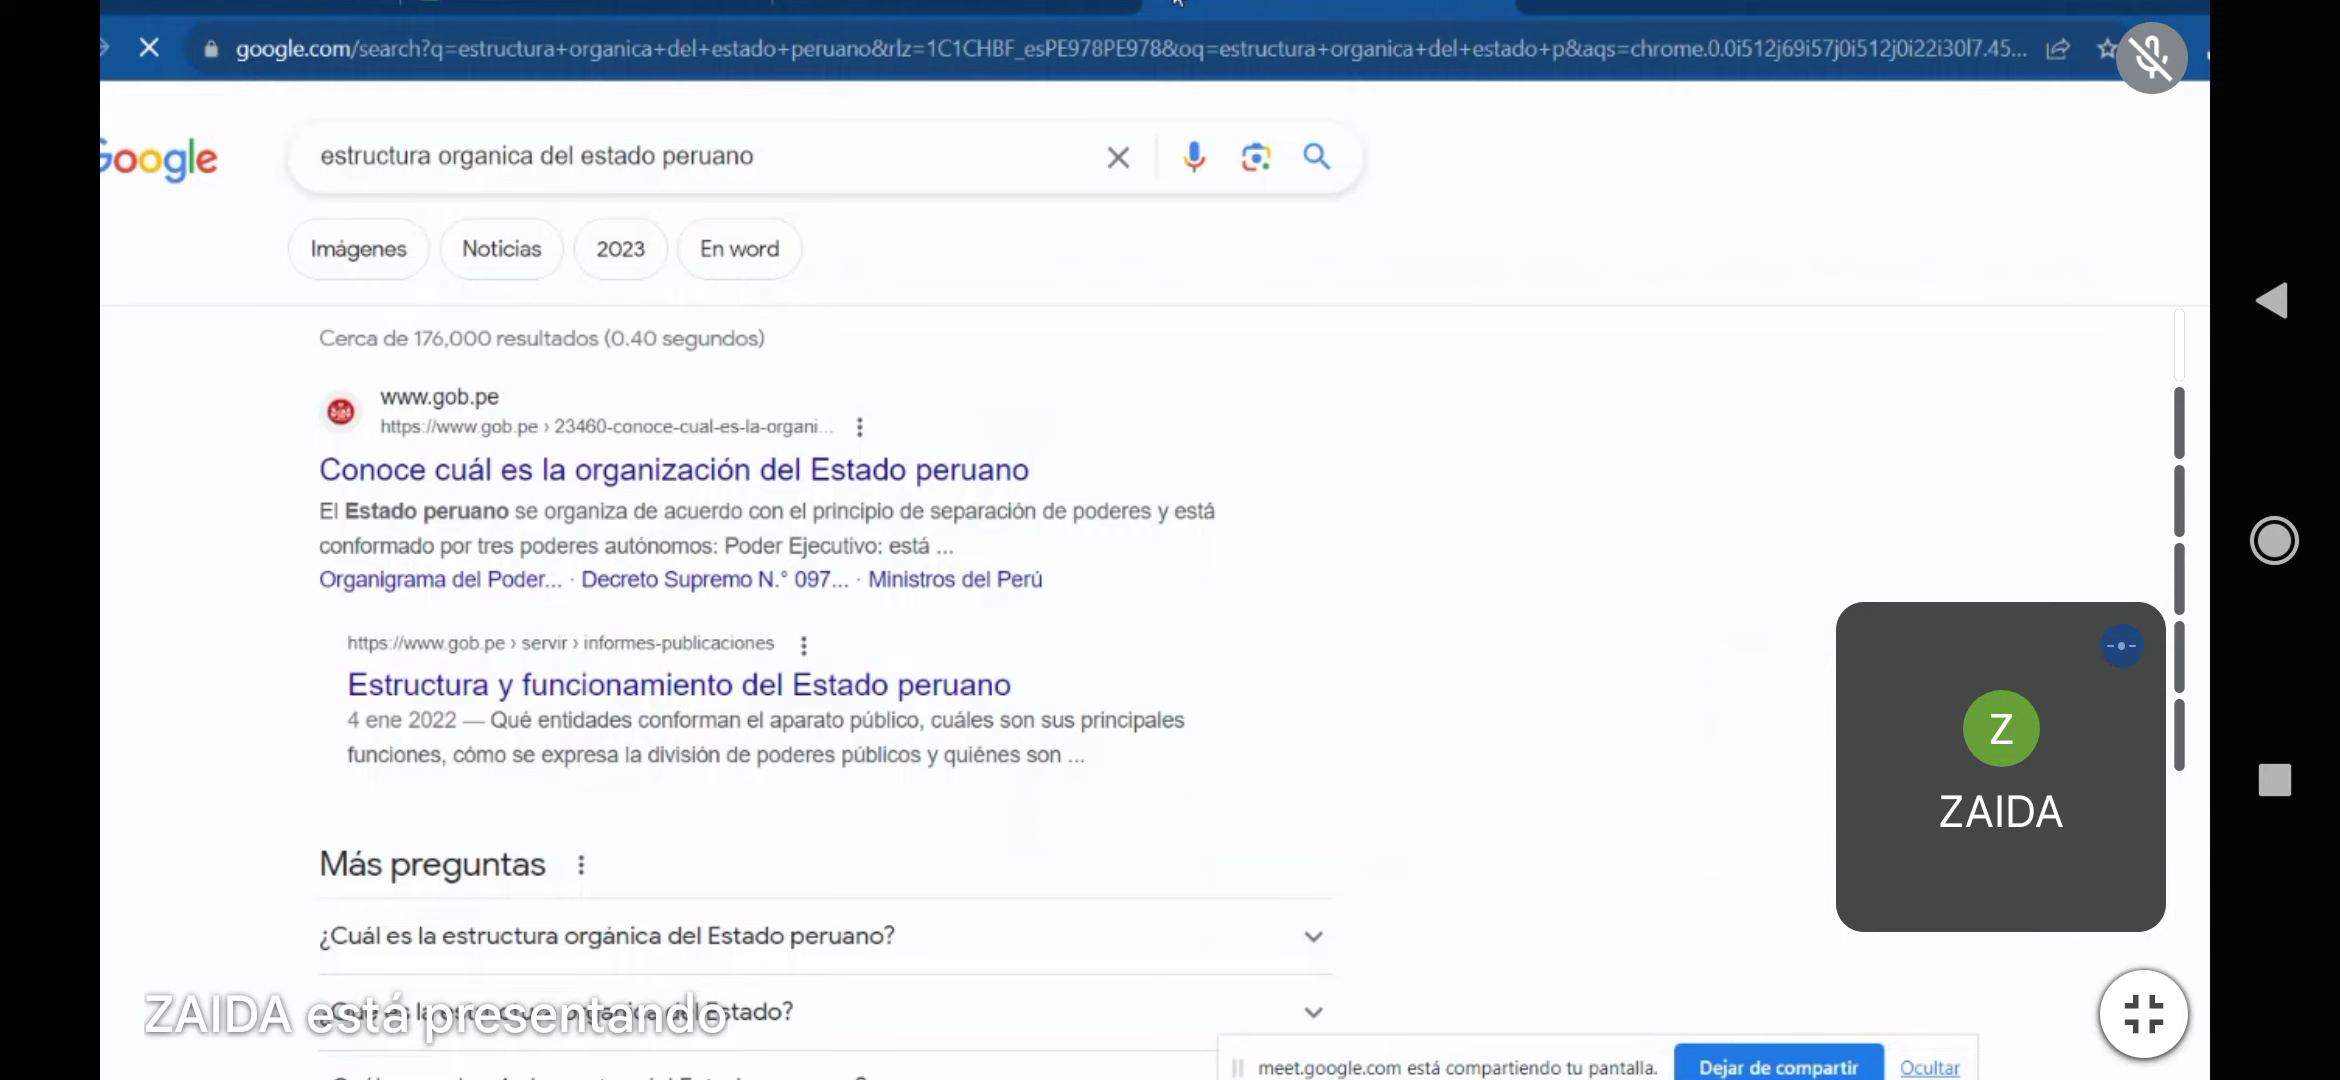 google.com/search?q=estructura+organica+del+estado+peruano&rlz=1C1CHBF_esPE978PE978&oq=estructura+organica+del+estado+p&aqs=chrome.0.0i512j69i57j0i512j0i22i30l7.45...
Google
estructura organica del estado peruano
Imágenes
Noticias
2023
En word
Cerca de 176,000 resultados (0.40 segundos)
www.gob.pe
https://www.gob.pe › 23460-conoce-cual-es-la-organi...
Conoce cuál es la organización del Estado peruano
El Estado peruano se organiza de acuerdo con el principio de separación de poderes y está
conformado por tres poderes autónomos: Poder Ejecutivo: está ...
Organigrama del Poder... · Decreto Supremo N.° 097... · Ministros del Perú
https://www.gob.pe › servir › informes-publicaciones
Estructura y funcionamiento del Estado peruano
4 ene 2022 — Qué entidades conforman el aparato público, cuáles son sus principales
funciones, cómo se expresa la división de poderes públicos y quiénes son ...
Z
ZAIDA
Más preguntas
¿Cuál es la estructura orgánica del Estado peruano?
¿Qué es la estructura orgánica del Estado?
ZAIDA está presentando
meet.google.com está compartiendo tu pantalla.
Dejar de compartir
Ocultar